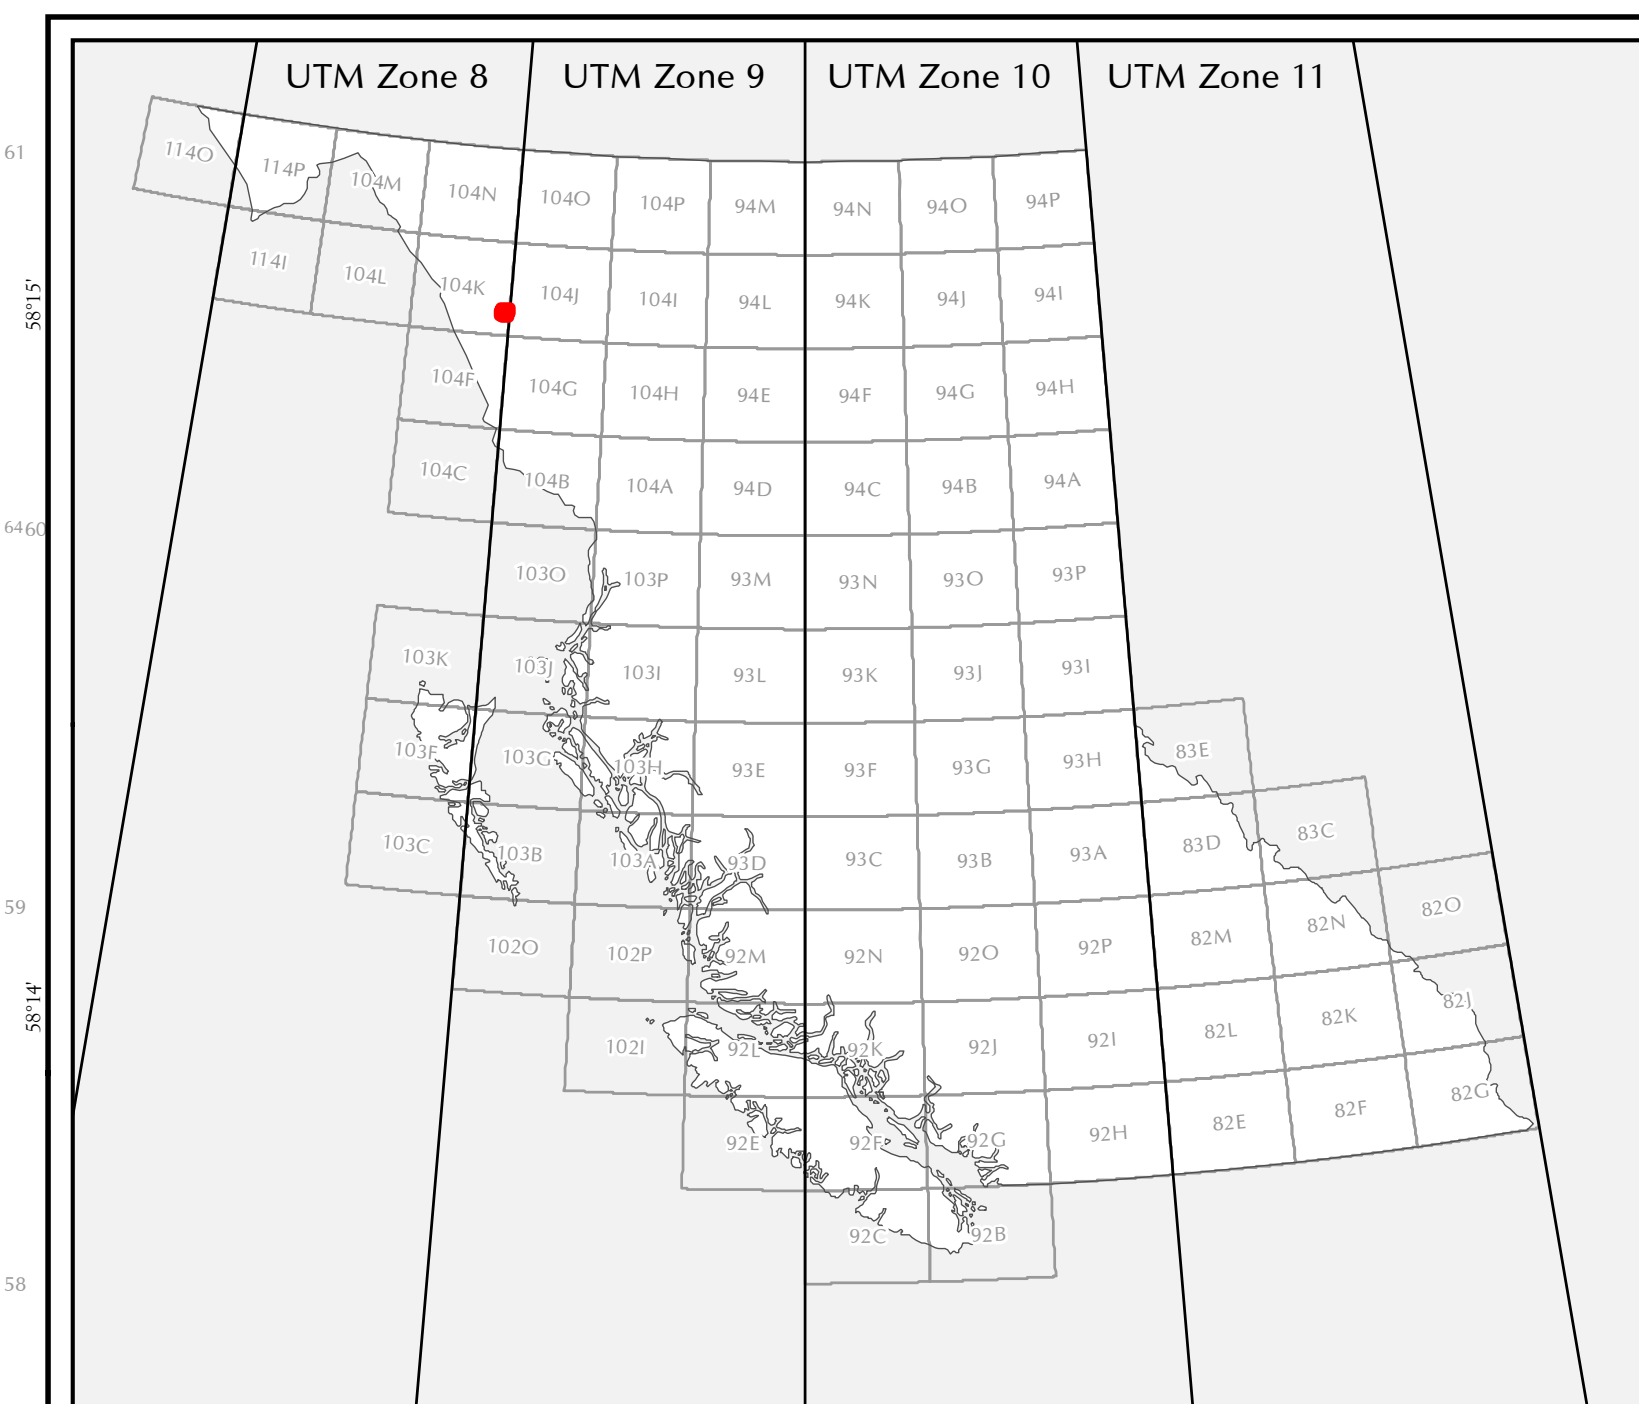 UTM Zone 8 UTM Zone 9 UTM Zone 10 UTM Zone 11
61
114O 114P 104M 104N 104O 104P 94M 94N 94O 94P
114I 104L 104K 104J 104I 94L 94K 94J 94I
58°15'
104F 104G 104H 94E 94F 94G 94H
104C 104B 104A 94D 94C 94B 94A
6460
103O 103P 93M 93N 93O 93P
103K 103J 103I 93L 93K 93J 93I
103F 103G 103H 93E 93F 93G 93H 83E
103C 103B 103A 93D 93C 93B 93A 83D 83C
59
102O 102P 92M 92N 92O 92P 82M 82N 82O
58°14'
102I 92L 92K 92J 92I 82L 82K 82J
92E 92F 92G 92H 82E 82F 82G
92C 92B
58